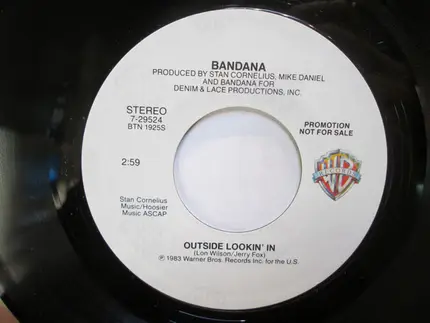 BANDANA
PRODUCED BY STAN CORNELIUS, MIKE DANIEL
AND BANDANA FOR
DENIM & LACE PRODUCTIONS, INC.
STEREO
7-29524
BTN 1925S
PROMOTION
NOT FOR SALE
2:59
WB
RECORDS
Stan Cornelius
Music/Hoosier
Music ASCAP
OUTSIDE LOOKIN' IN
(Lon Wilson/Jerry Fox)
℗ 1983 Warner Bros. Records Inc. for the U.S.